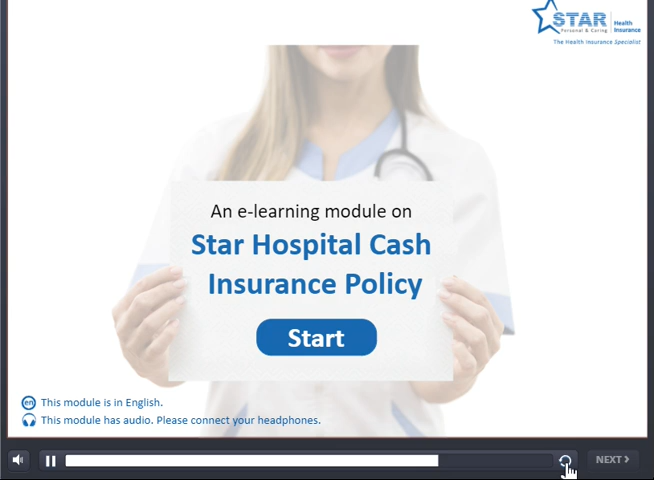 STAR Health
Personal & Caring Insurance
The Health Insurance Specialist
An e-learning module on
Star Hospital Cash
Insurance Policy
Start
en This module is in English.
This module has audio. Please connect your headphones.
NEXT